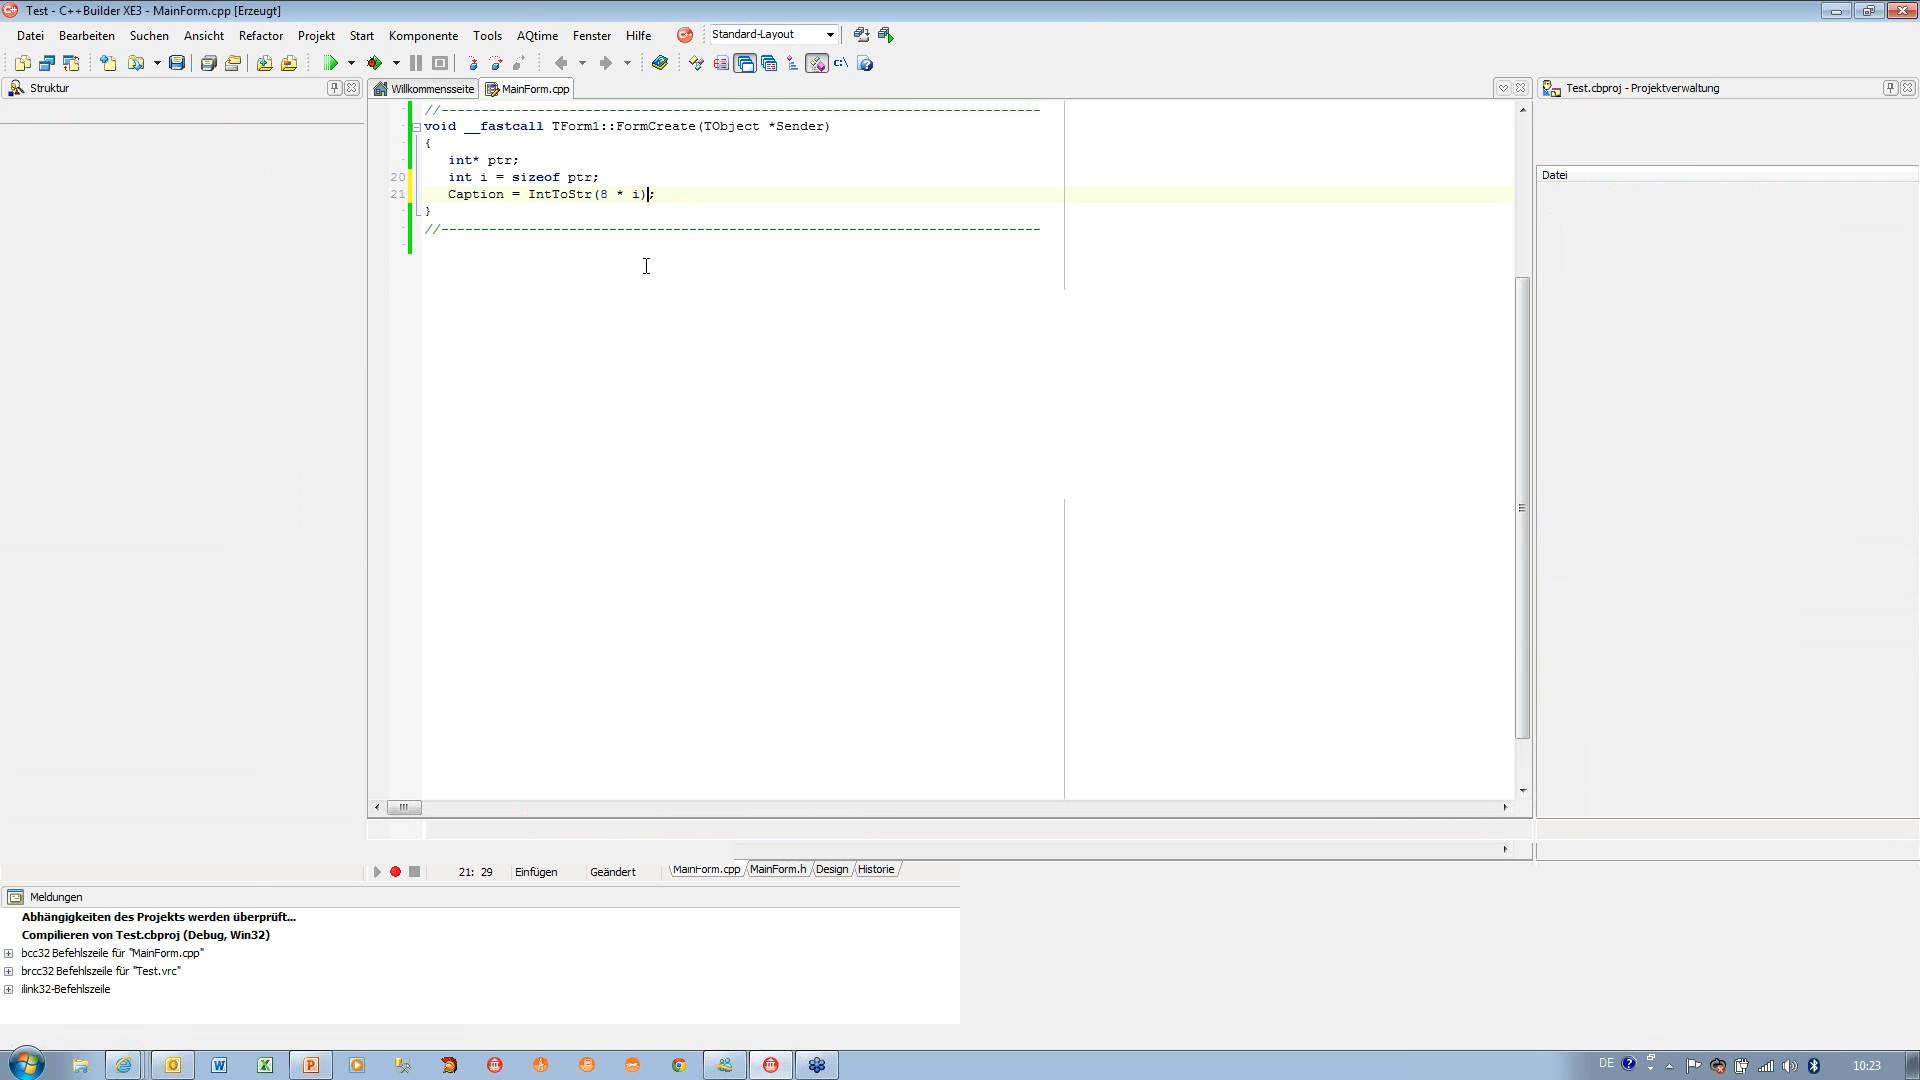 Test - C++Builder XE3 - MainForm.cpp [Erzeugt]
Datei Bearbeiten Suchen Ansicht Refactor Projekt Start Komponente Tools AQtime Fenster Hilfe Standard-Layout
Struktur
Willkommensseite MainForm.cpp
Test.cbproj - Projektverwaltung
Datei
//---------------------------------------------------------------------------
void __fastcall TForm1::FormCreate(TObject *Sender)
{
int* ptr;
20 int i = sizeof ptr;
21 Caption = IntToStr(8 * i);
}
//---------------------------------------------------------------------------
21: 29 Einfügen Geändert MainForm.cpp MainForm.h Design Historie
Meldungen
Abhängigkeiten des Projekts werden überprüft...
Compilieren von Test.cbproj (Debug, Win32)
bcc32 Befehlszeile für "MainForm.cpp"
brcc32 Befehlszeile für "Test.vrc"
ilink32-Befehlszeile
DE 10:23